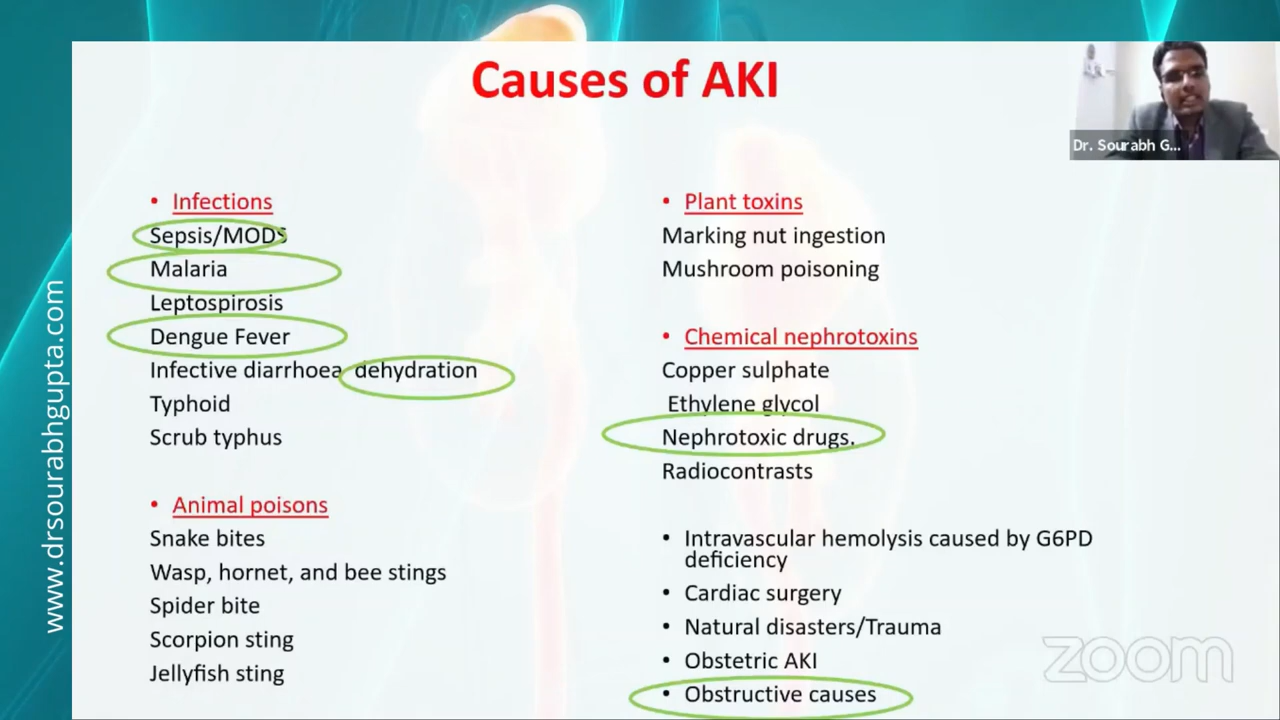 Causes of AKI
Dr. Sourabh G...
www.drsourabhgupta.com
• Infections
Sepsis/MODS
Malaria
Leptospirosis
Dengue Fever
Infective diarrhoea dehydration
Typhoid
Scrub typhus
• Animal poisons
Snake bites
Wasp, hornet, and bee stings
Spider bite
Scorpion sting
Jellyfish sting
• Plant toxins
Marking nut ingestion
Mushroom poisoning
• Chemical nephrotoxins
Copper sulphate
Ethylene glycol
Nephrotoxic drugs.
Radiocontrasts
• Intravascular hemolysis caused by G6PD
deficiency
• Cardiac surgery
• Natural disasters/Trauma
• Obstetric AKI
• Obstructive causes
zoom